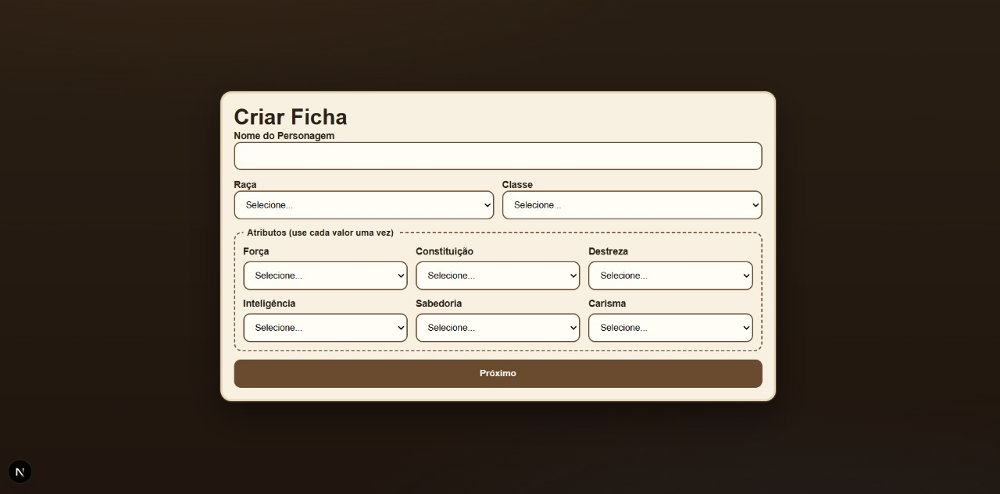 Criar Ficha
Nome do Personagem
Raça Classe
Selecione... Selecione...
Atributos (use cada valor uma vez)
Força Constituição Destreza
Selecione... Selecione... Selecione...
Inteligência Sabedoria Carisma
Selecione... Selecione... Selecione...
Próximo
N